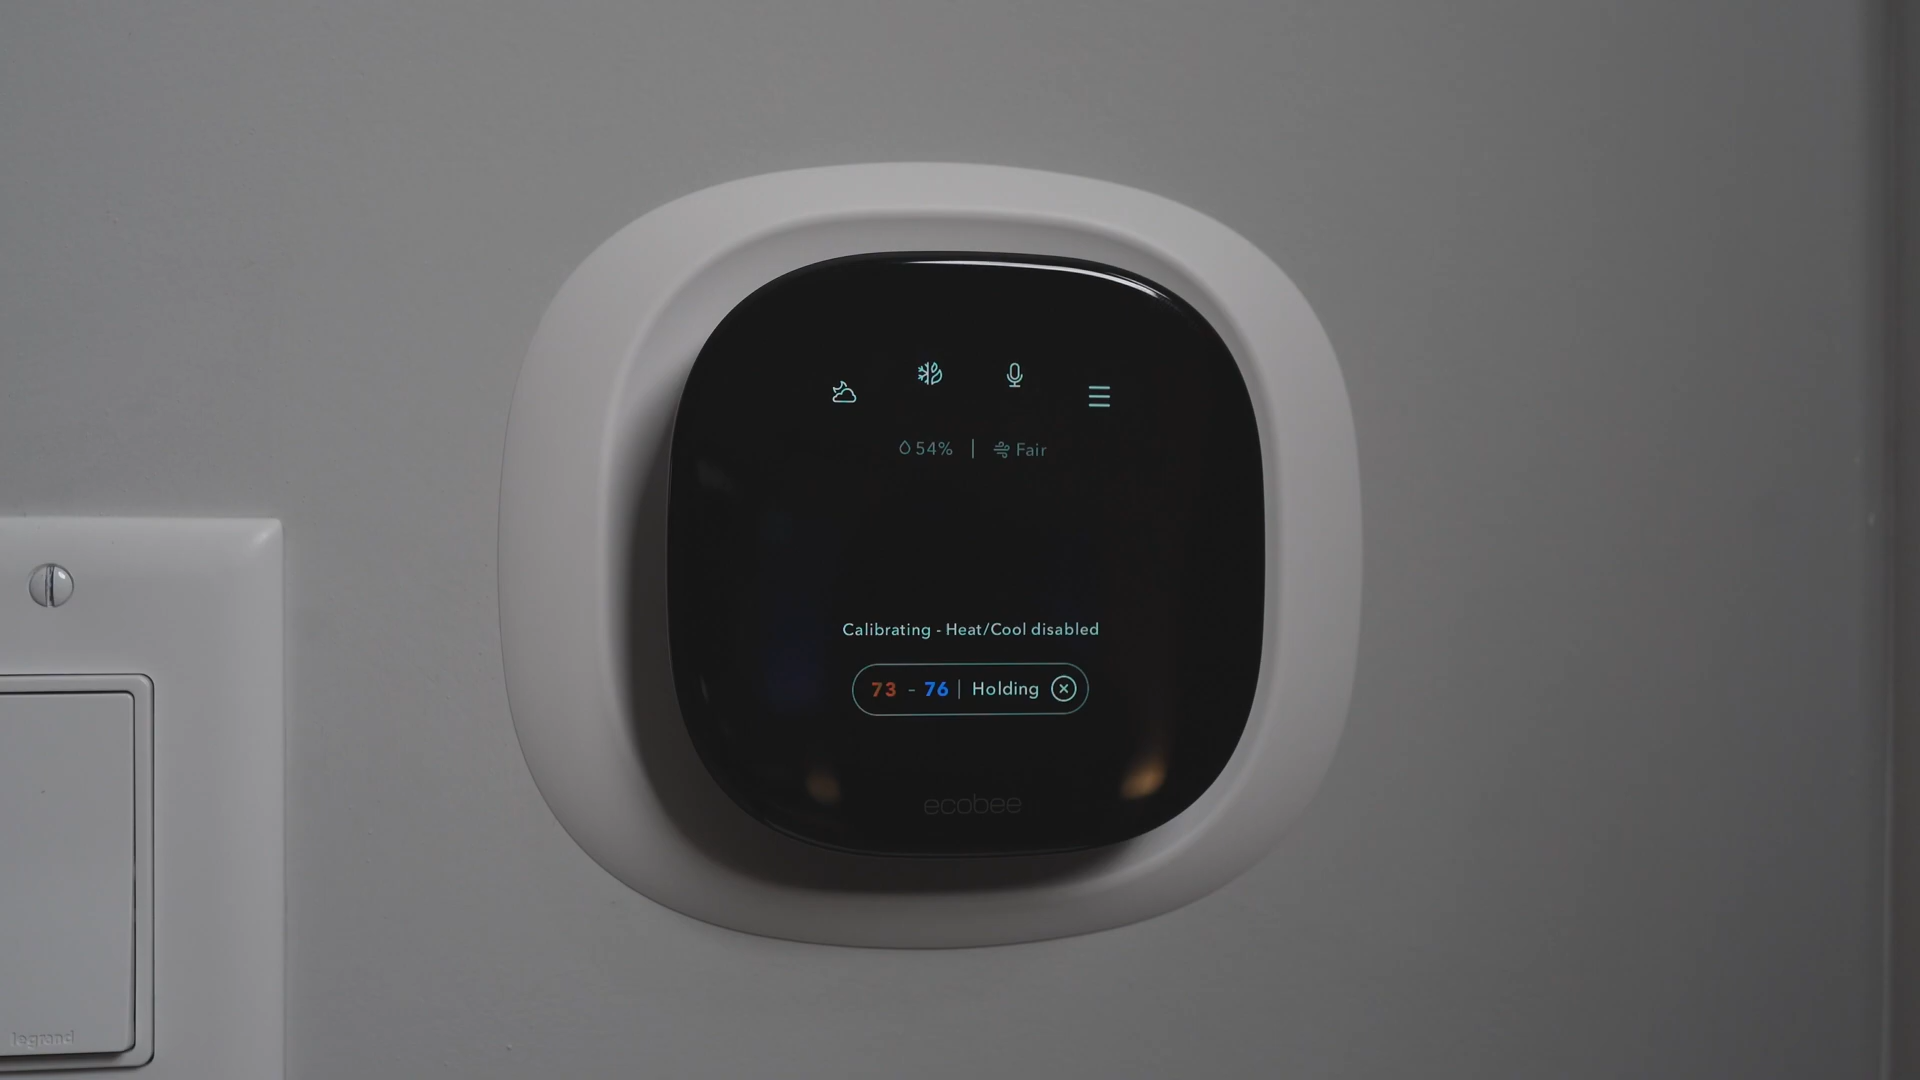 54% | Fair
Calibrating - Heat/Cool disabled
73 - 76 | Holding
ecobee
legrand